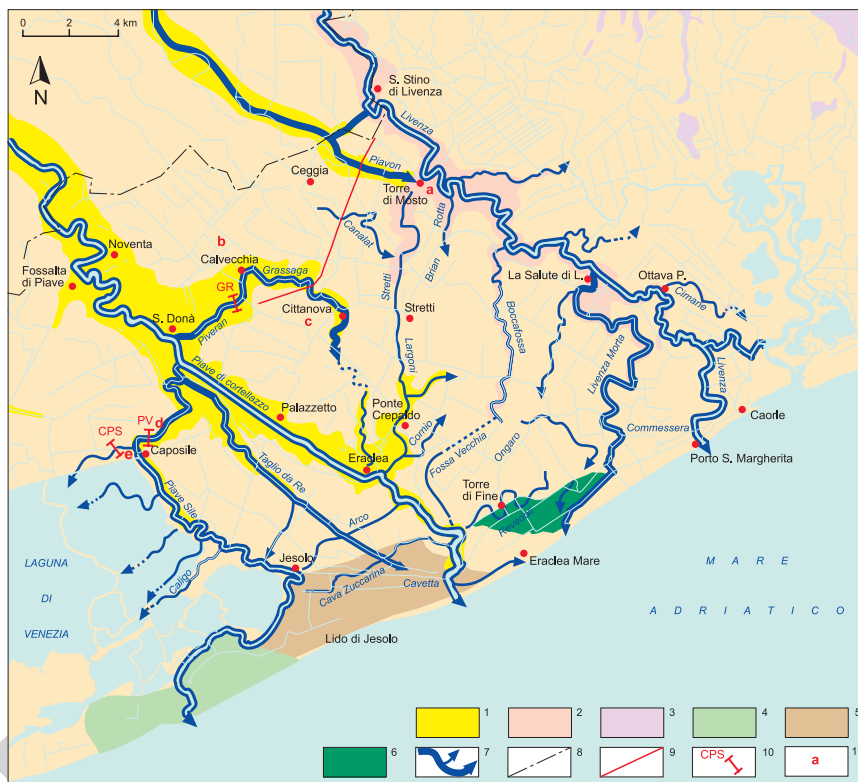 0 2 4 km
N
S. Stino
di Livenza
Livenza
Piavon
Ceggia
Torre
di Mosto
a
Canalat
Rotta
Brian
Noventa
b
Calvecchia
Fossalta
di Piave
Grassaga
GR
Stretti
La Salute di L.
Ottava P.
Cimarie
Boccafossa
S. Donà
Piveran
Cittanova
c
Stretti
Largoni
Livenza Morta
Livenza
Piave di cortellazzo
Palazzetto
Ponte
Crepaldo
Caorle
PV
d
CPS
e
Caposile
Cornio
Commessera
Porto S. Margherita
Eraclea
Fossa Vecchia
Ongaro
Taglio da Re
Torre
di Fine
Revedoli
Piave Sile
Arco
LAGUNA
DI
VENEZIA
Caligo
Jesolo
Cava Zuccarina
Cavetta
Eraclea Mare
MARE
ADRIATICO
Lido di Jesolo
1 2 3 4 5
6 7 8 9 CPS 10 a 1